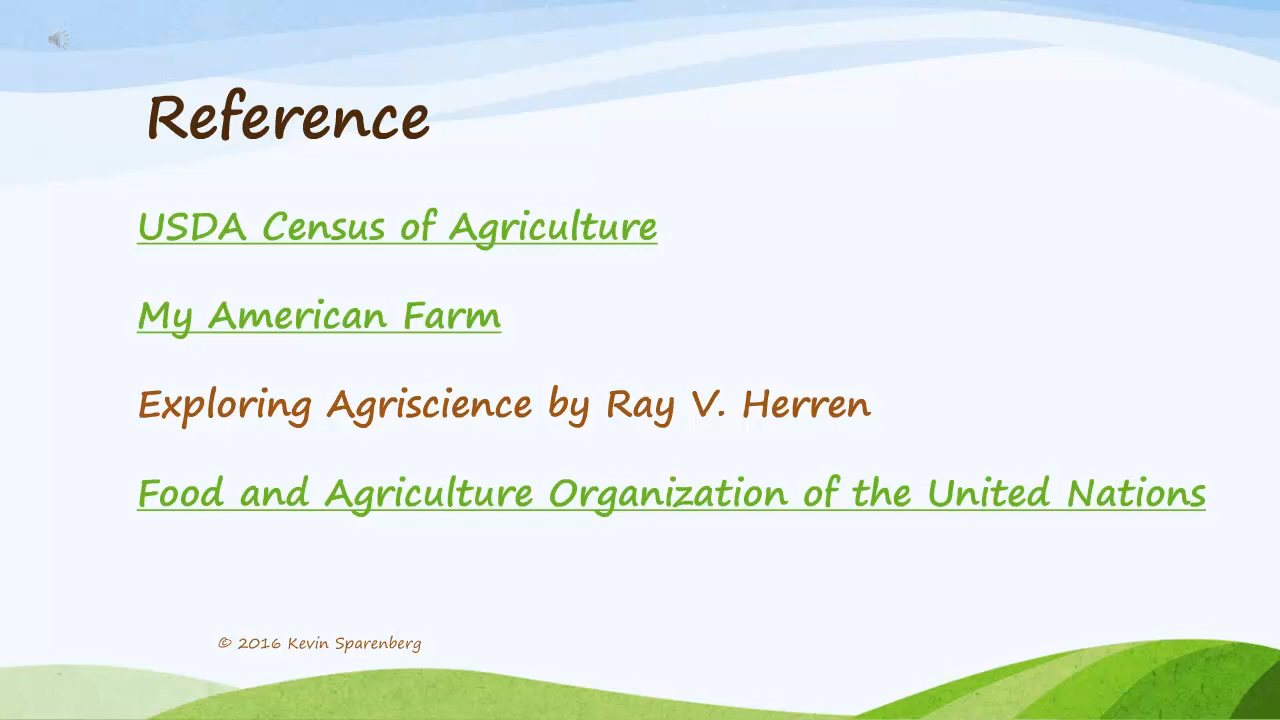 Reference
USDA Census of Agriculture
My American Farm
Exploring Agriscience by Ray V. Herren
Food and Agriculture Organization of the United Nations
© 2016 Kevin Sparenberg